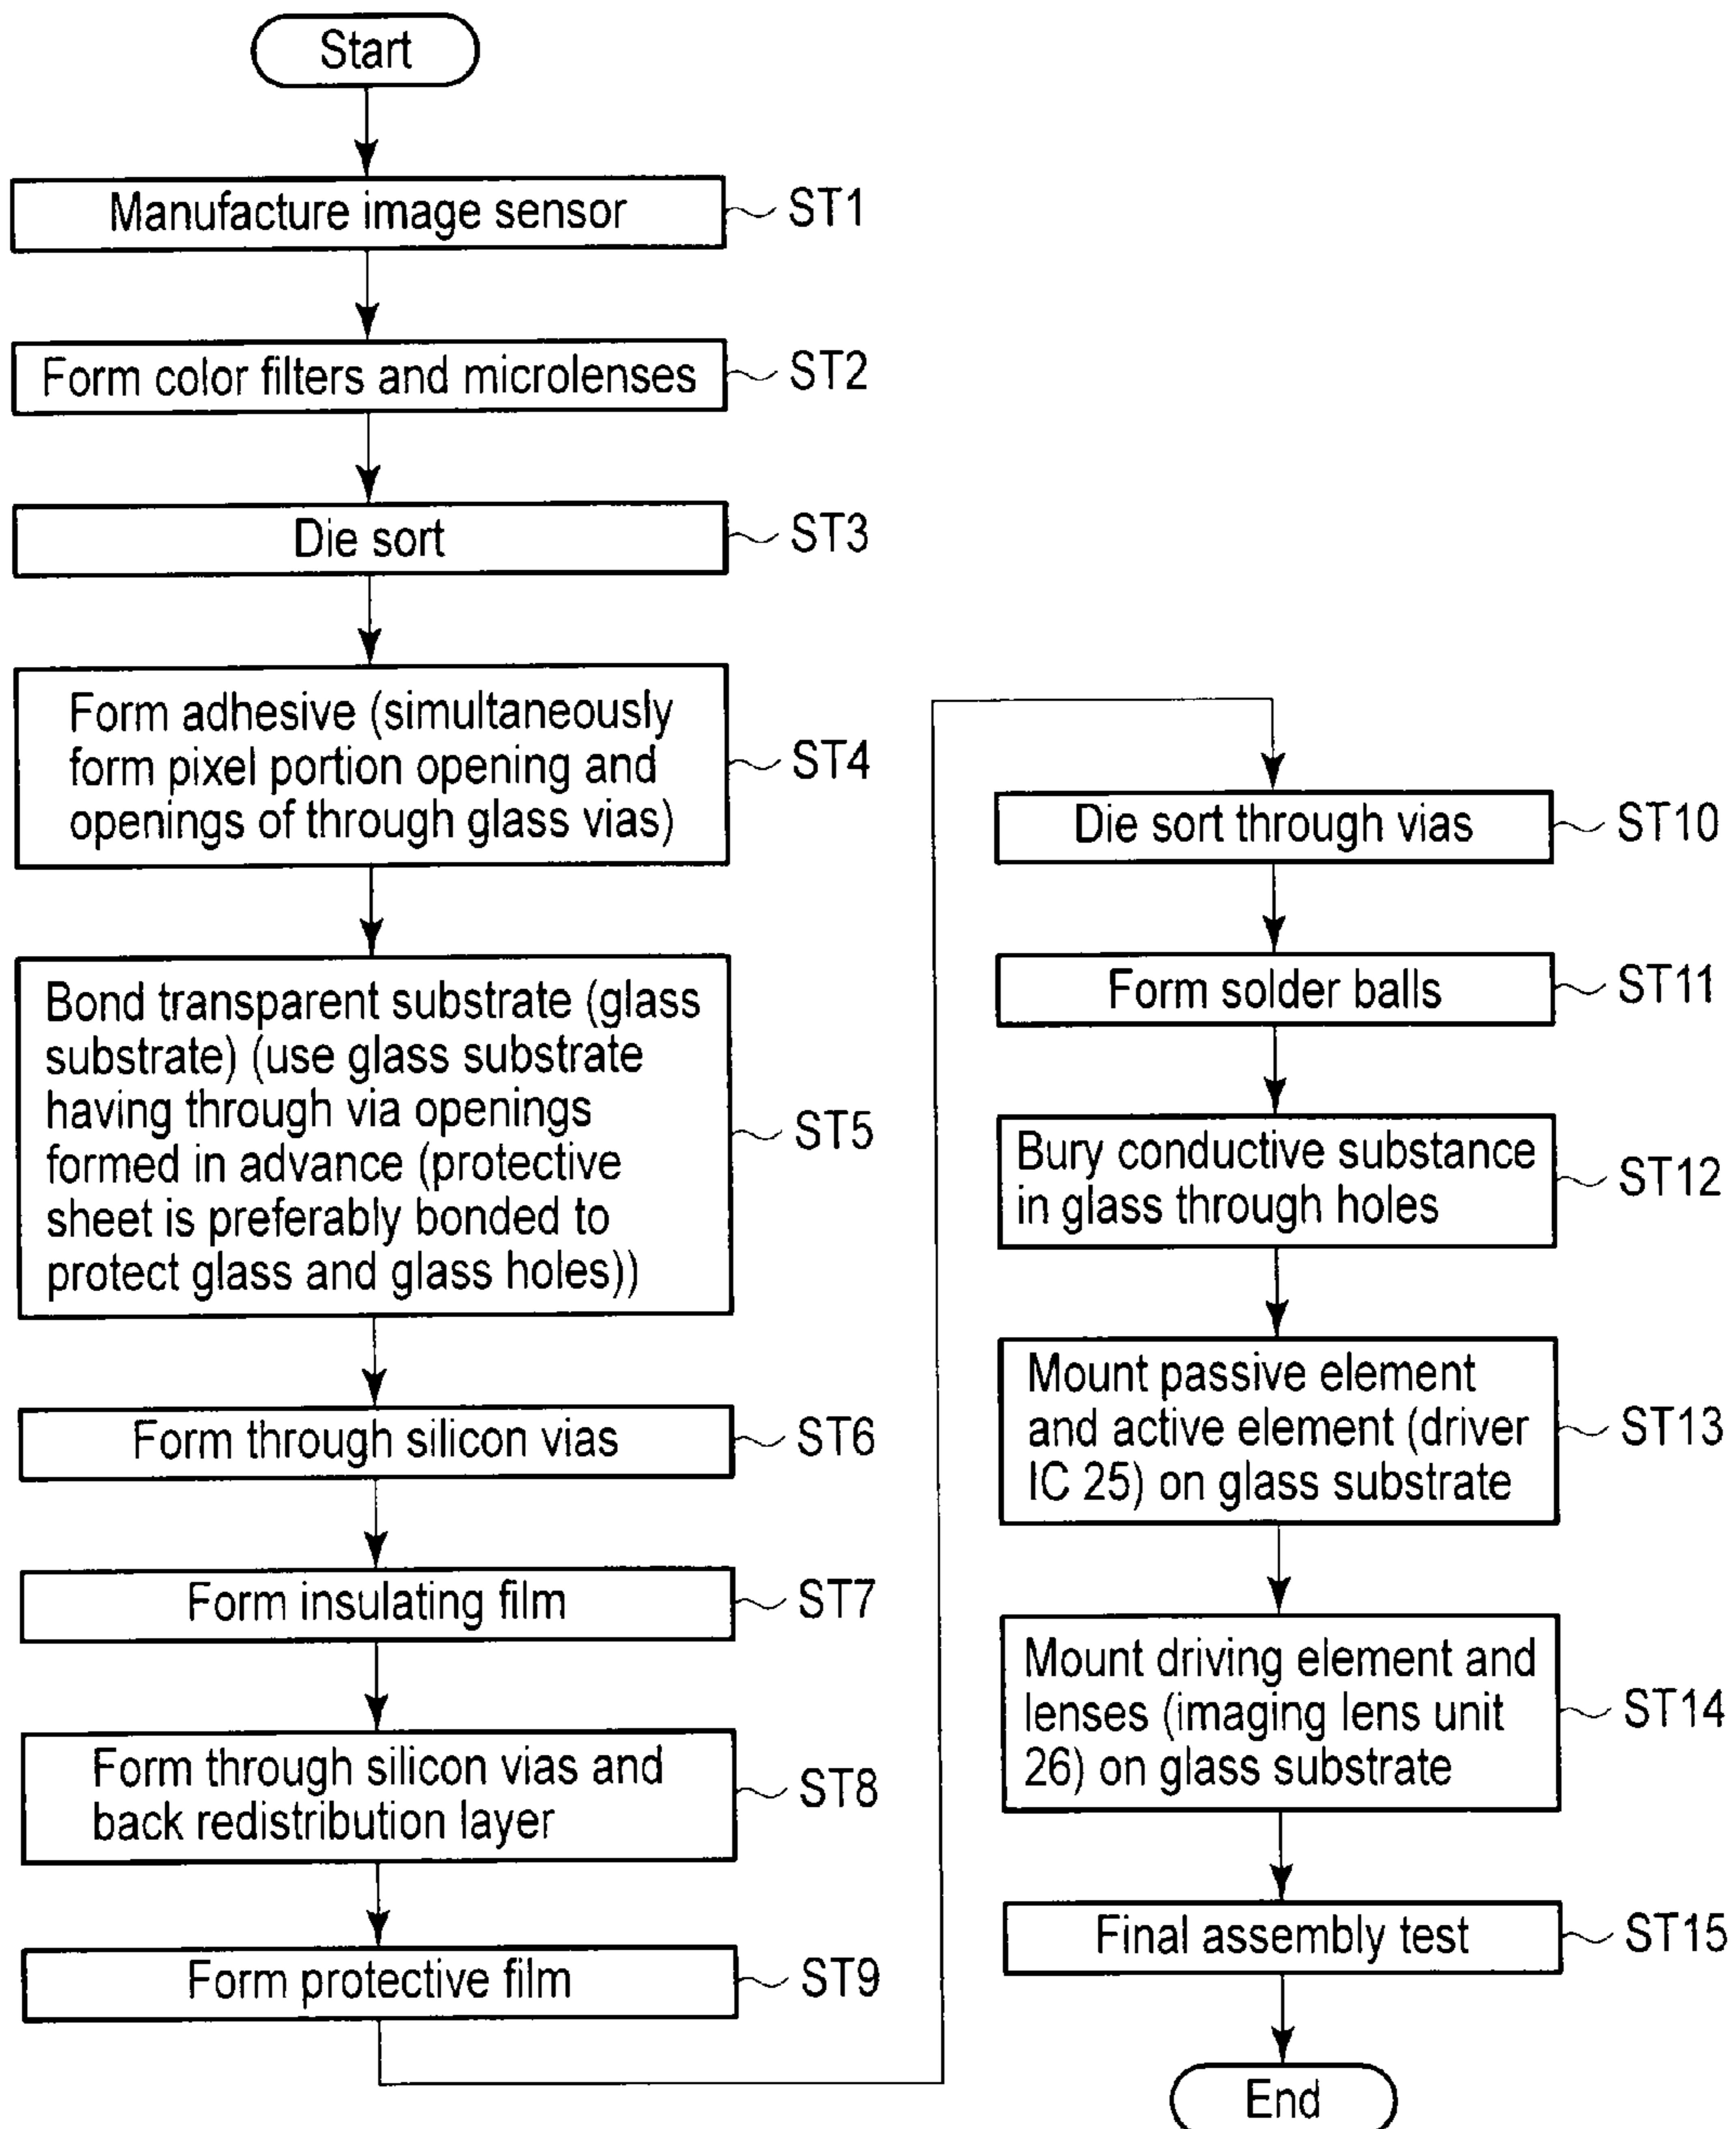 Start
Manufacture image sensor
ST1
Form color filters and microlenses
ST2
Die sort
ST3
Form adhesive (simultaneously
form pixel portion opening and
openings of through glass vias)
ST4
Bond transparent substrate (glass
substrate) (use glass substrate
having through via openings
formed in advance (protective
sheet is preferably bonded to
protect glass and glass holes))
ST5
Form through silicon vias
ST6
Form insulating film
ST7
Form through silicon vias and
back redistribution layer
ST8
Form protective film
ST9
Die sort through vias
ST10
Form solder balls
ST11
Bury conductive substance
in glass through holes
ST12
Mount passive element
and active element (driver
IC 25) on glass substrate
ST13
Mount driving element and
lenses (imaging lens unit
26) on glass substrate
ST14
Final assembly test
ST15
End